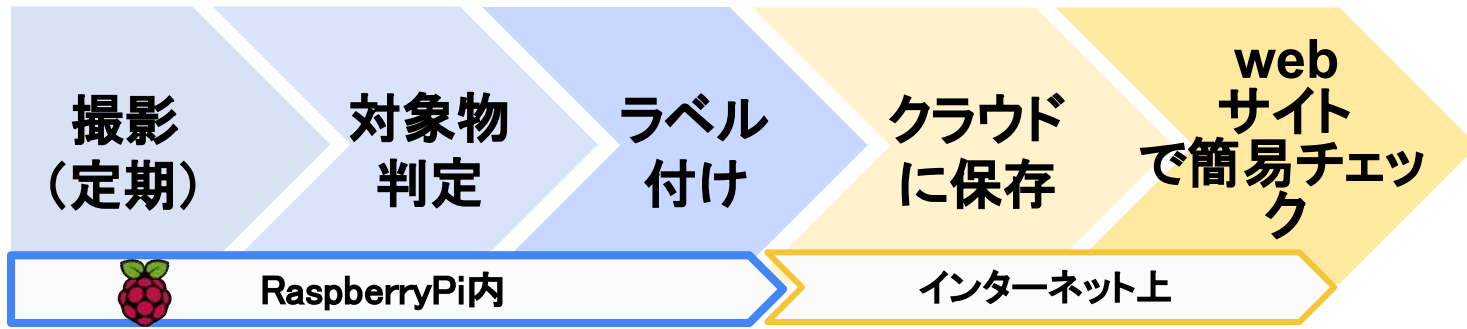 撮影
（定期）
対象物
判定
ラベル
付け
クラウド
に保存
web
サイト
で簡易チェッ
ク
RaspberryPi内
インターネット上